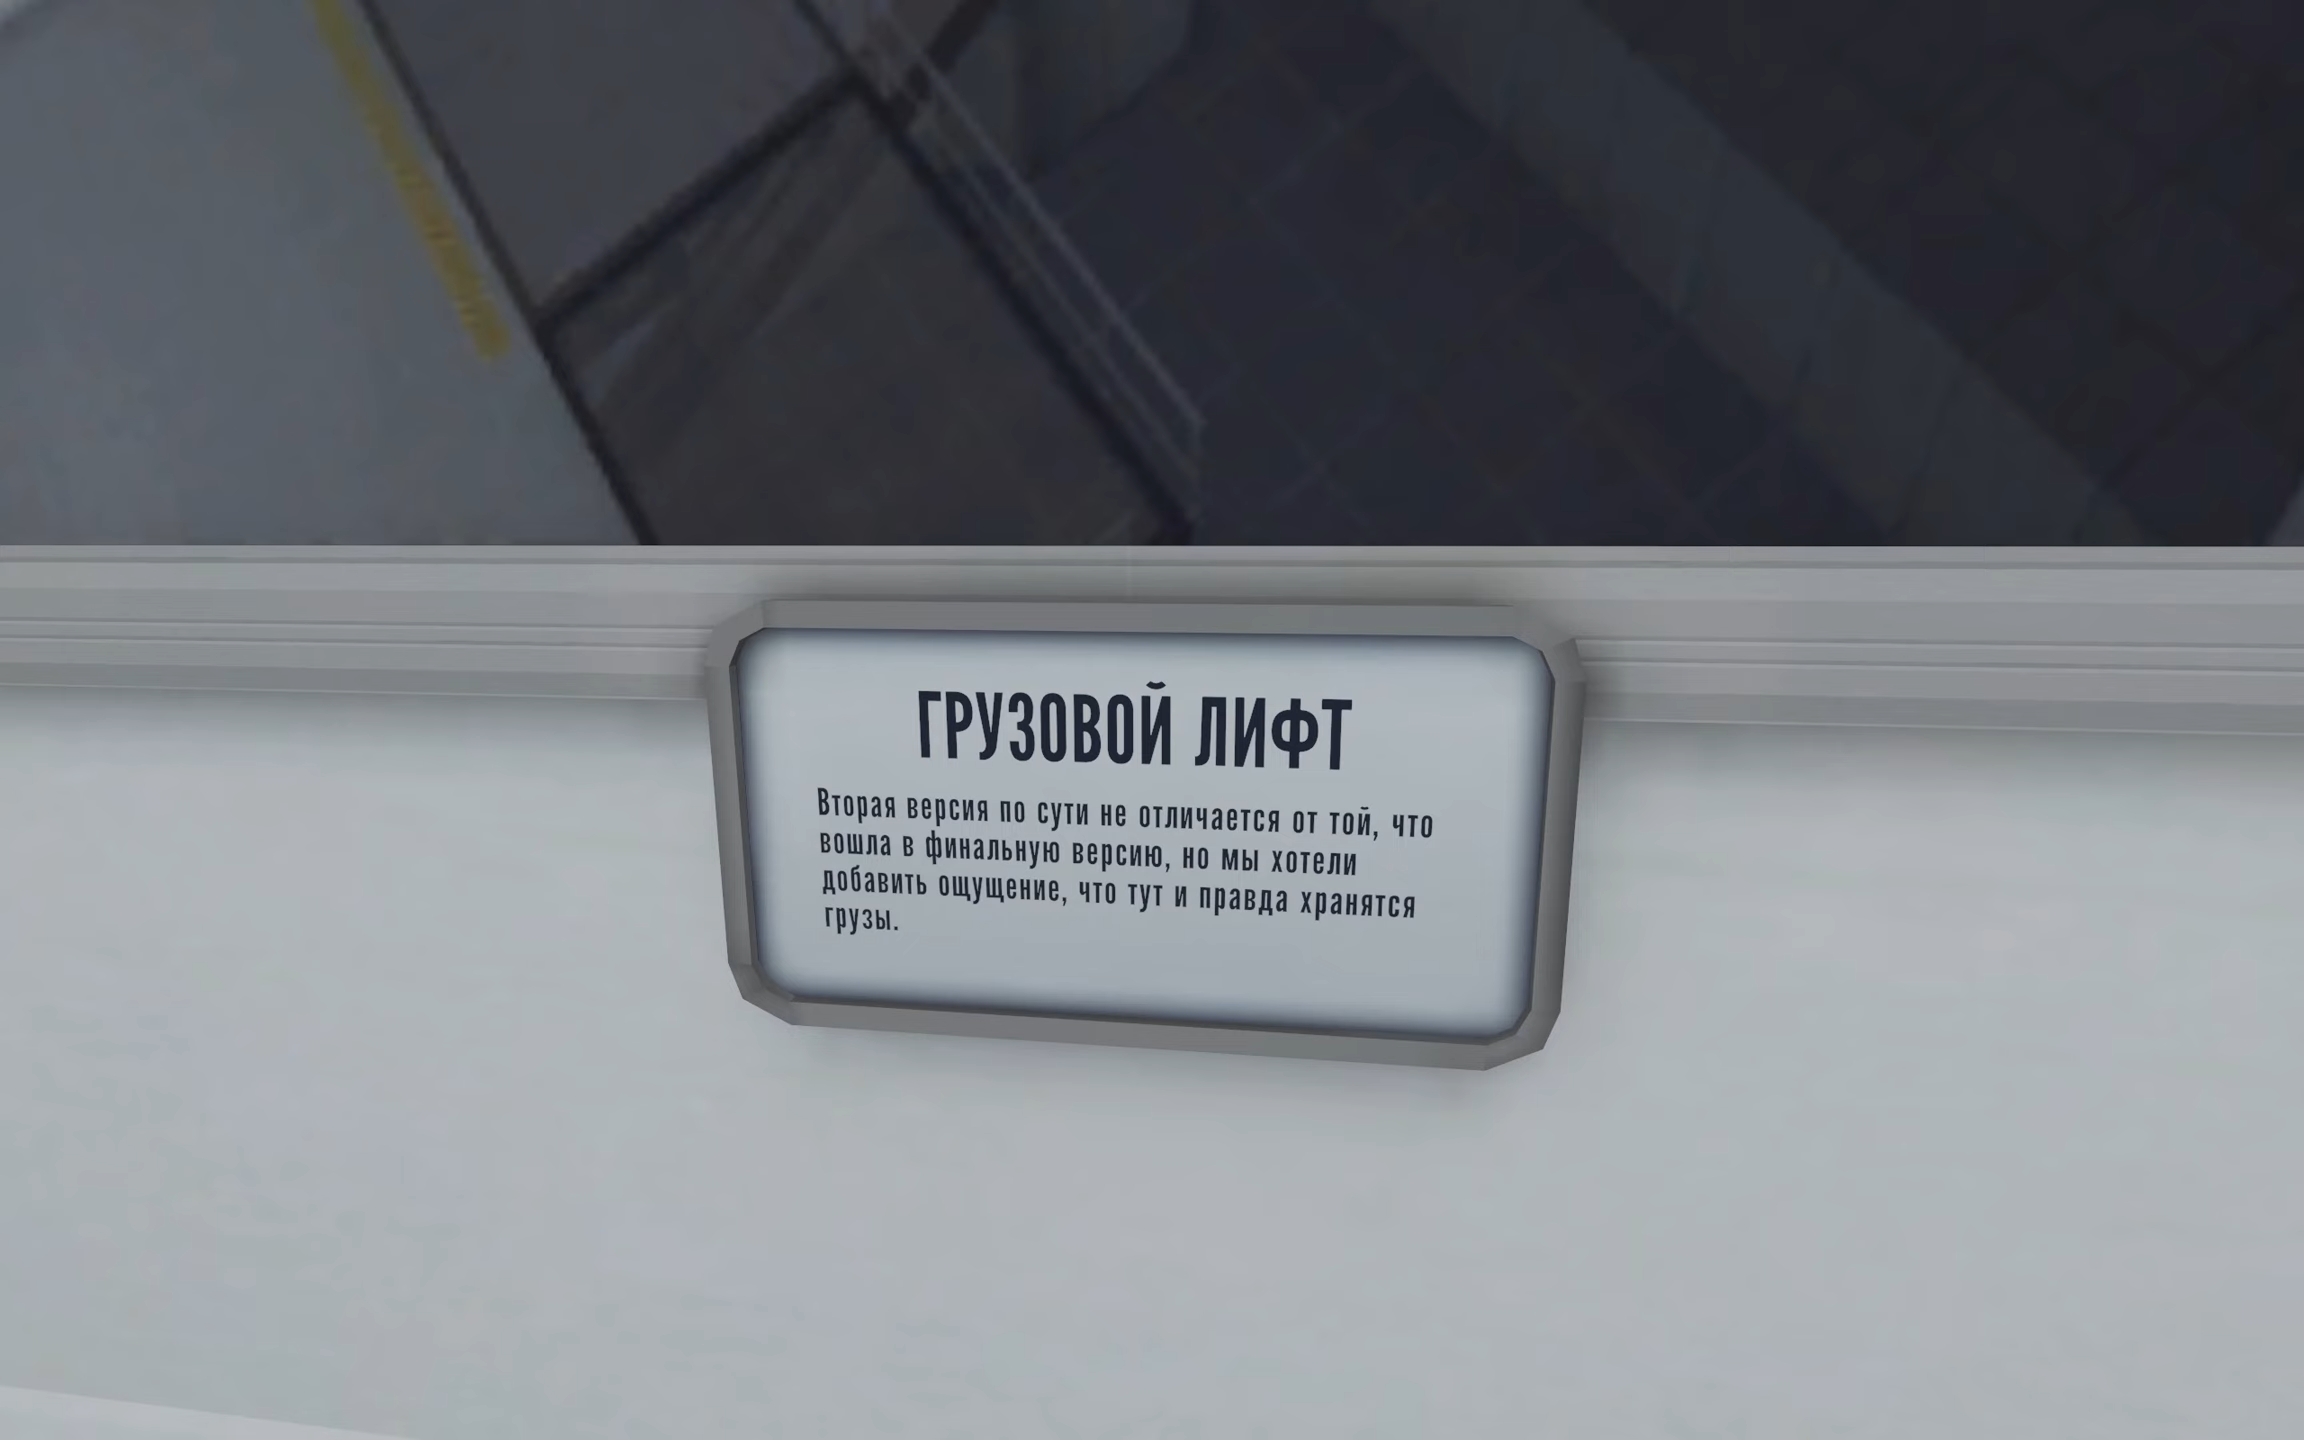 ГРУЗОВОЙ ЛИФТ
Вторая версия по сути не отличается от той, что
вошла в финальную версию, но мы хотели
добавить ощущение, что тут и правда хранятся
грузы.